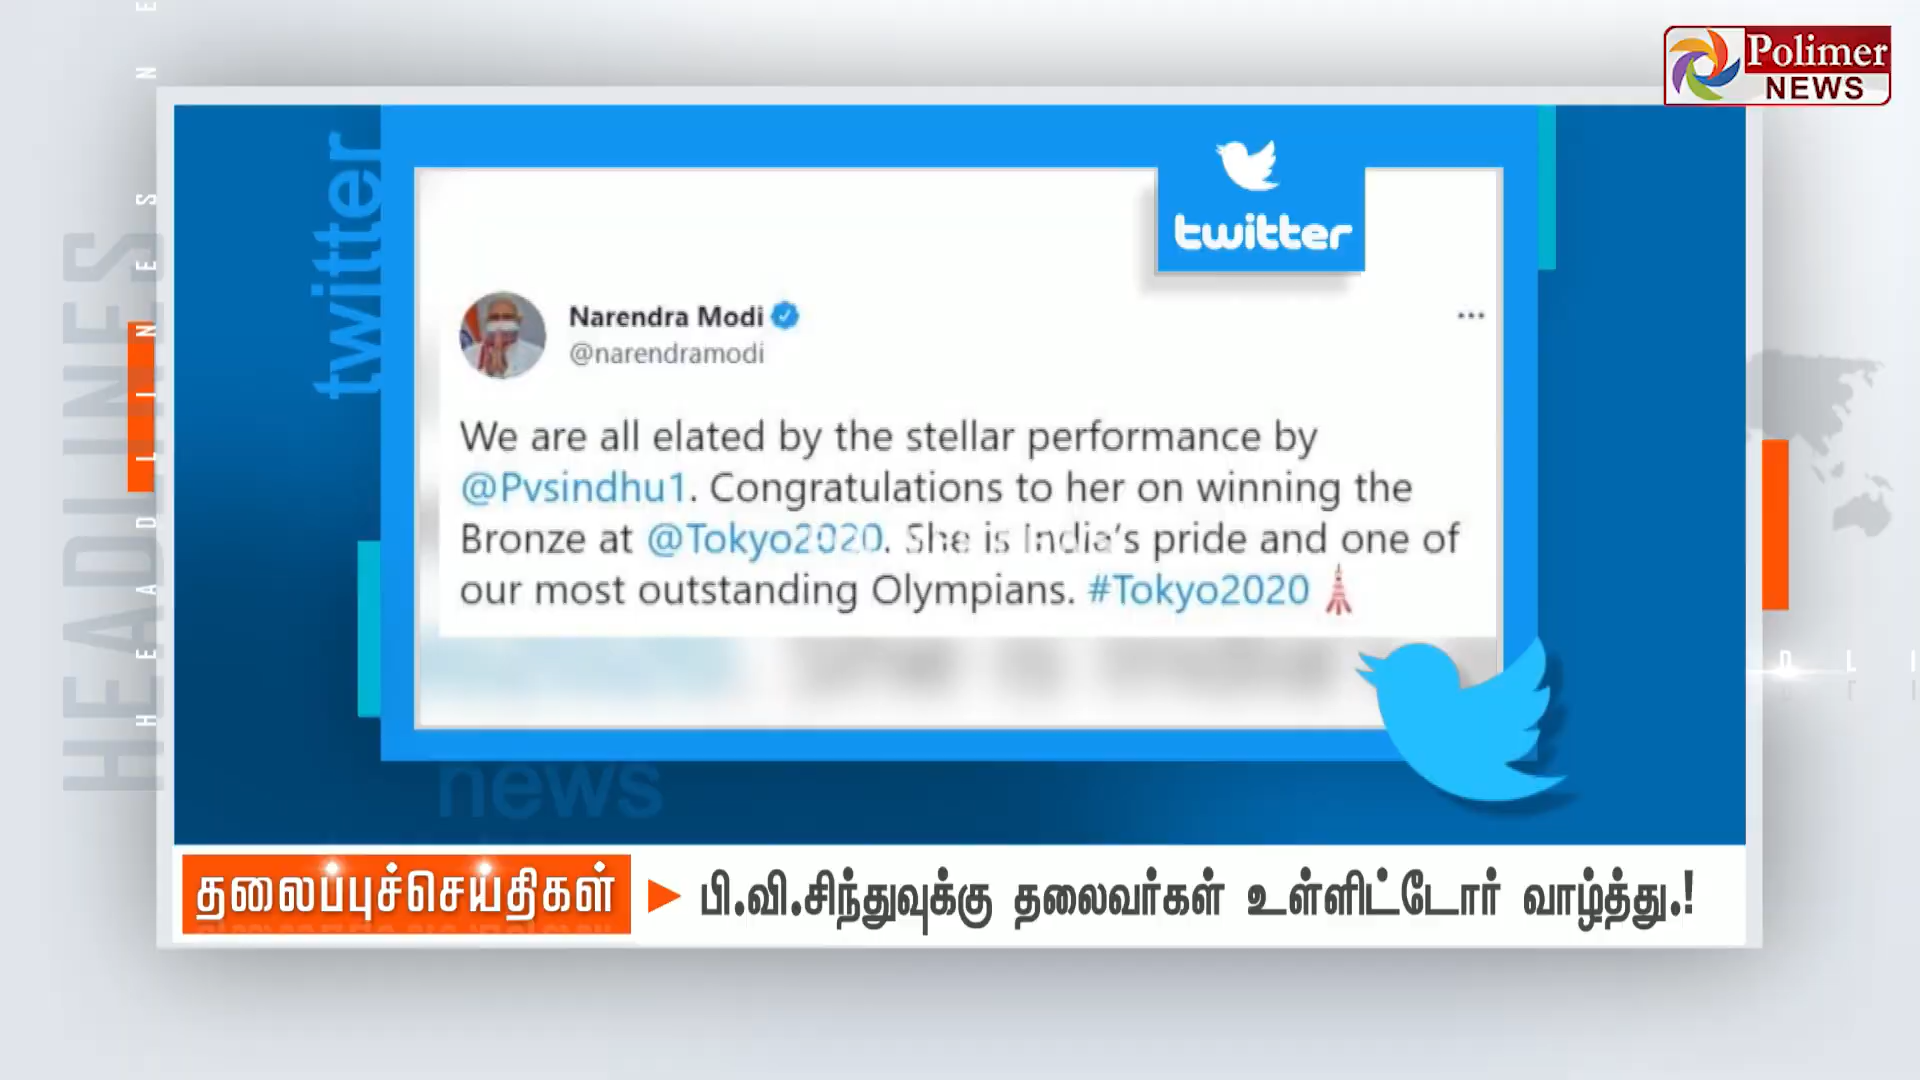 Polimer
NEWS
HEADLINES
HEADLINES
twitter
twitter
Narendra Modi
@narendramodi
We are all elated by the stellar performance by
@Pvsindhu1. Congratulations to her on winning the
Bronze at @Tokyo2020. She is India's pride and one of
our most outstanding Olympians. #Tokyo2020
news
தலைப்புச்செய்திகள்
பி.வி.சிந்துவுக்கு தலைவர்கள் உள்ளிட்டோர் வாழ்த்து.!